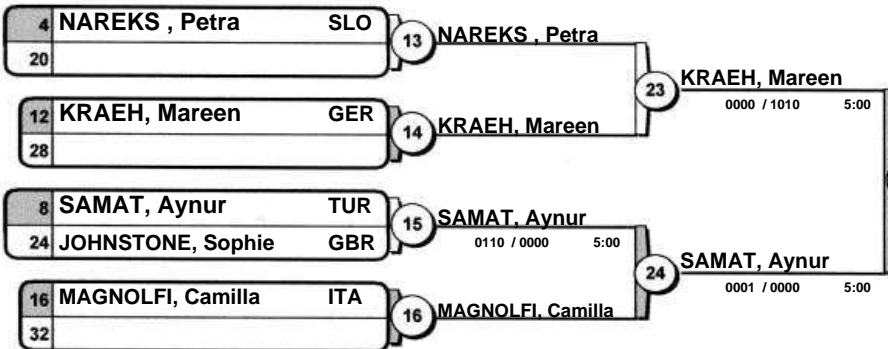 4 NAREKS , Petra SLO
20
13 NAREKS , Petra
12 KRAEH, Mareen GER
28
14 KRAEH, Mareen
23 KRAEH, Mareen
0000 / 1010 5:00
8 SAMAT, Aynur TUR
24 JOHNSTONE, Sophie GBR
15 SAMAT, Aynur
0110 / 0000 5:00
16 MAGNOLFI, Camilla ITA
32
16 MAGNOLFI, Camilla
24 SAMAT, Aynur
0001 / 0000 5:00